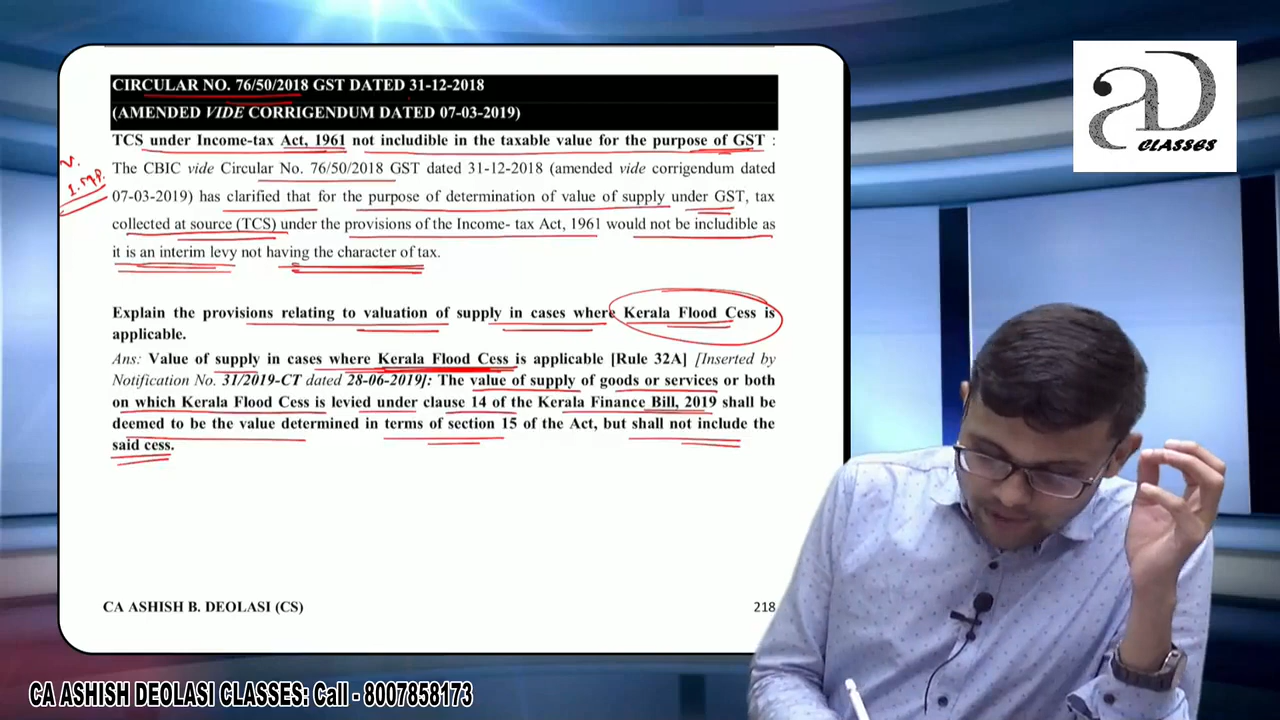 CIRCULAR NO. 76/50/2018 GST DATED 31-12-2018
(AMENDED VIDE CORRIGENDUM DATED 07-03-2019)
TCS under Income-tax Act, 1961 not includible in the taxable value for the purpose of GST :
The CBIC vide Circular No. 76/50/2018 GST dated 31-12-2018 (amended vide corrigendum dated
07-03-2019) has clarified that for the purpose of determination of value of supply under GST, tax
collected at source (TCS) under the provisions of the Income- tax Act, 1961 would not be includible as
it is an interim levy not having the character of tax.
Explain the provisions relating to valuation of supply in cases where Kerala Flood Cess is
applicable.
Ans: Value of supply in cases where Kerala Flood Cess is applicable [Rule 32A] [Inserted by
Notification No. 31/2019-CT dated 28-06-2019]: The value of supply of goods or services or both
on which Kerala Flood Cess is levied under clause 14 of the Kerala Finance Bill, 2019 shall be
deemed to be the value determined in terms of section 15 of the Act, but shall not include the
said cess.
CA ASHISH B. DEOLASI (CS)
218
AD
CLASSES
CA ASHISH DEOLASI CLASSES: Call - 8007858173